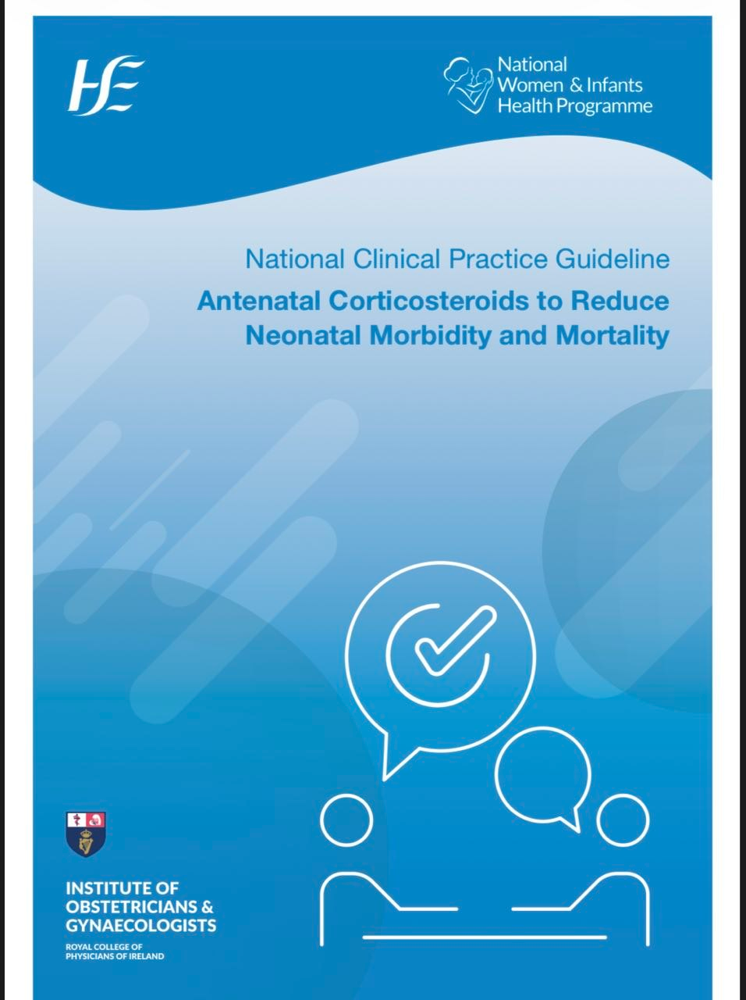 HSE
National
Women & Infants
Health Programme
National Clinical Practice Guideline
Antenatal Corticosteroids to Reduce
Neonatal Morbidity and Mortality
INSTITUTE OF
OBSTETRICIANS &
GYNAECOLOGISTS
ROYAL COLLEGE OF
PHYSICIANS OF IRELAND